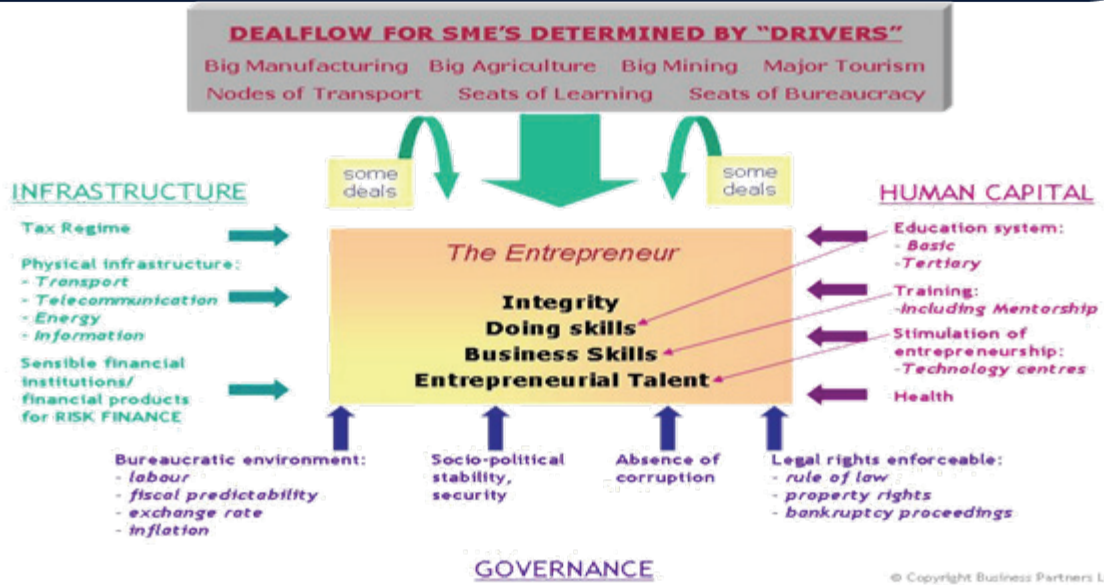 DEALFLOW FOR SME'S DETERMINED BY “DRIVERS”
Big Manufacturing Big Agriculture Big Mining Major Tourism
Nodes of Transport Seats of Learning Seats of Bureaucracy
some
deals
some
deals
INFRASTRUCTURE
Tax Regime
Physical infrastructure:
- Transport
- Telecommunication
- Energy
- Information
Sensible financial
institutions/
financial products
for RISK FINANCE
The Entrepreneur
Integrity
Doing skills
Business Skills
Entrepreneurial Talent
HUMAN CAPITAL
Education system:
- Basic
-Tertiary
Training:
-Including Mentorship
Stimulation of
entrepreneurship:
-Technology centres
Health
Bureaucratic environment:
- labour
- fiscal predictability
- exchange rate
- inflation
Socio-political
stability,
security
Absence of
corruption
Legal rights enforceable:
- rule of law
- property rights
- bankruptcy proceedings
GOVERNANCE
© Copyright Business Partners L